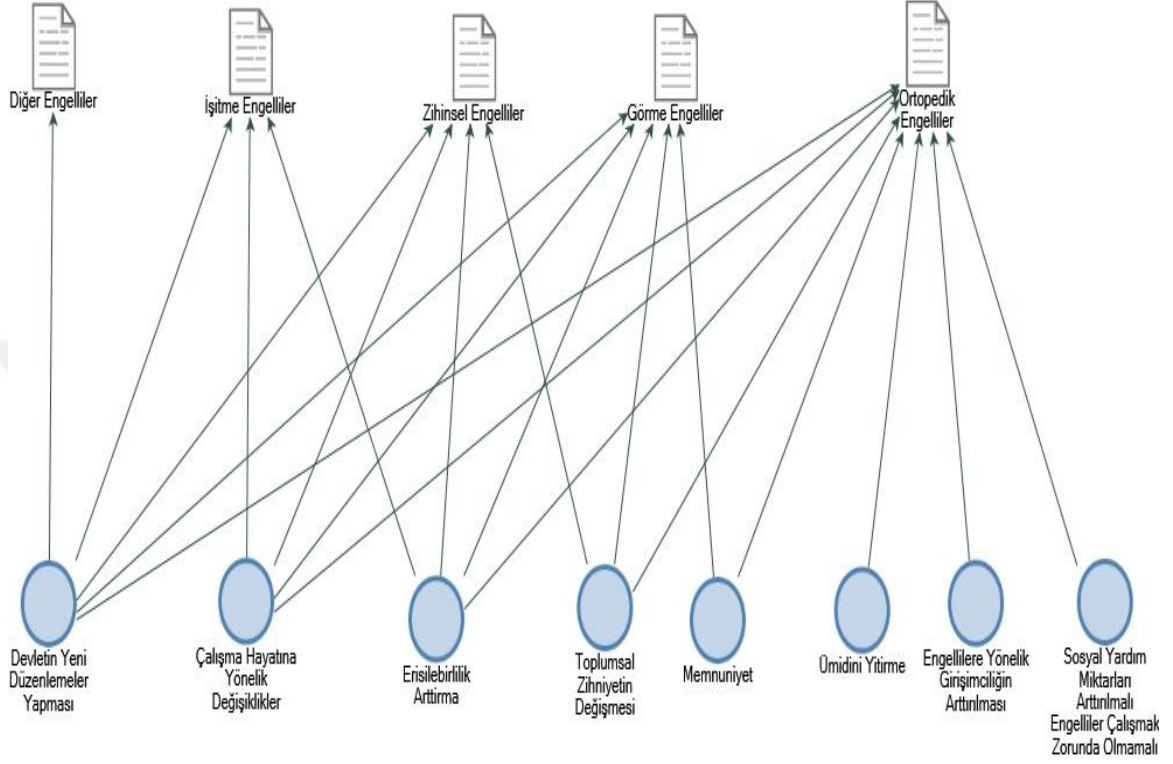 Diğer Engelliler
İşitme Engelliler
Zihinsel Engelliler
Görme Engelliler
Ortopedik
Engelliler
Devletin Yeni
Düzenlemeler
Yapması
Çalışma Hayatına
Yönelik
Değişiklikler
Erisilebirlilik
Arttirma
Toplumsal
Zihniyetin
Değişmesi
Memnuniyet
Ümidini Yitirme
Engellilere Yönelik
Girişimciliğin
Arttırılması
Sosyal Yardım
Miktarları
Arttırılmalı
Engelliler Çalışmak
Zorunda Olmamalı